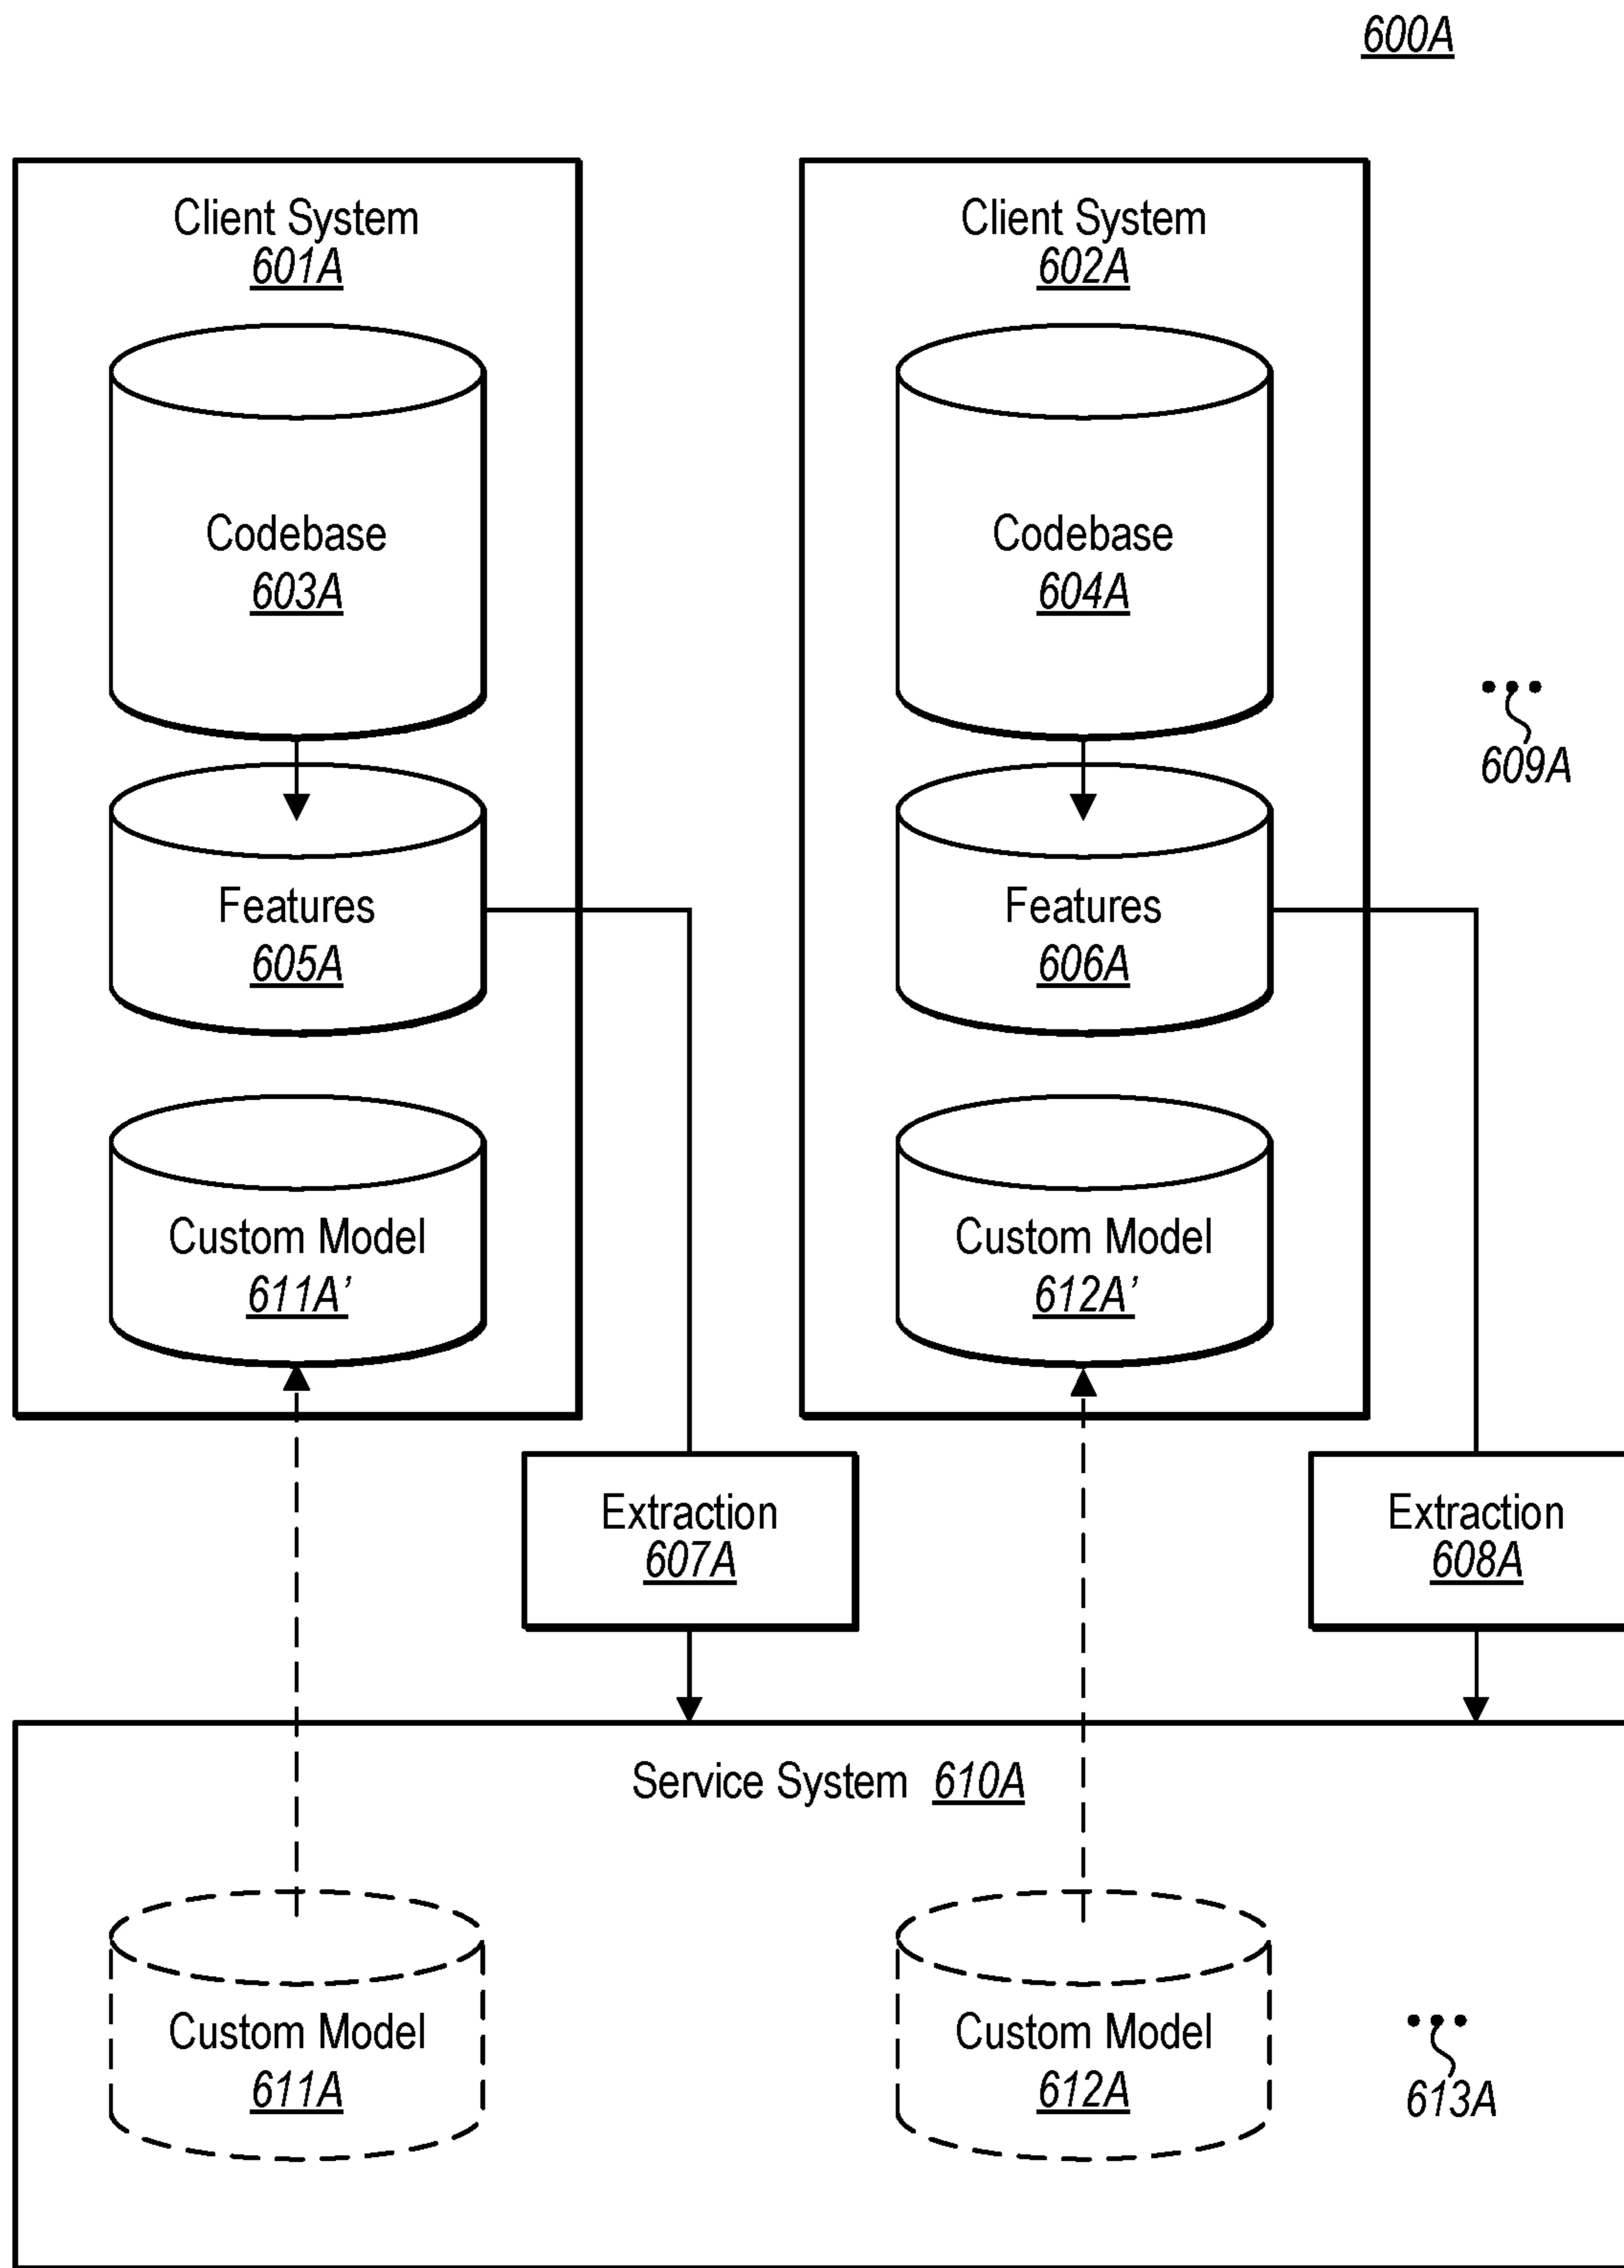 600A
Client System
601A
Client System
602A
Codebase
603A
Codebase
604A
609A
Features
605A
Features
606A
Custom Model
611A’
Custom Model
612A’
Extraction
607A
Extraction
608A
Service System 610A
Custom Model
611A
Custom Model
612A
613A